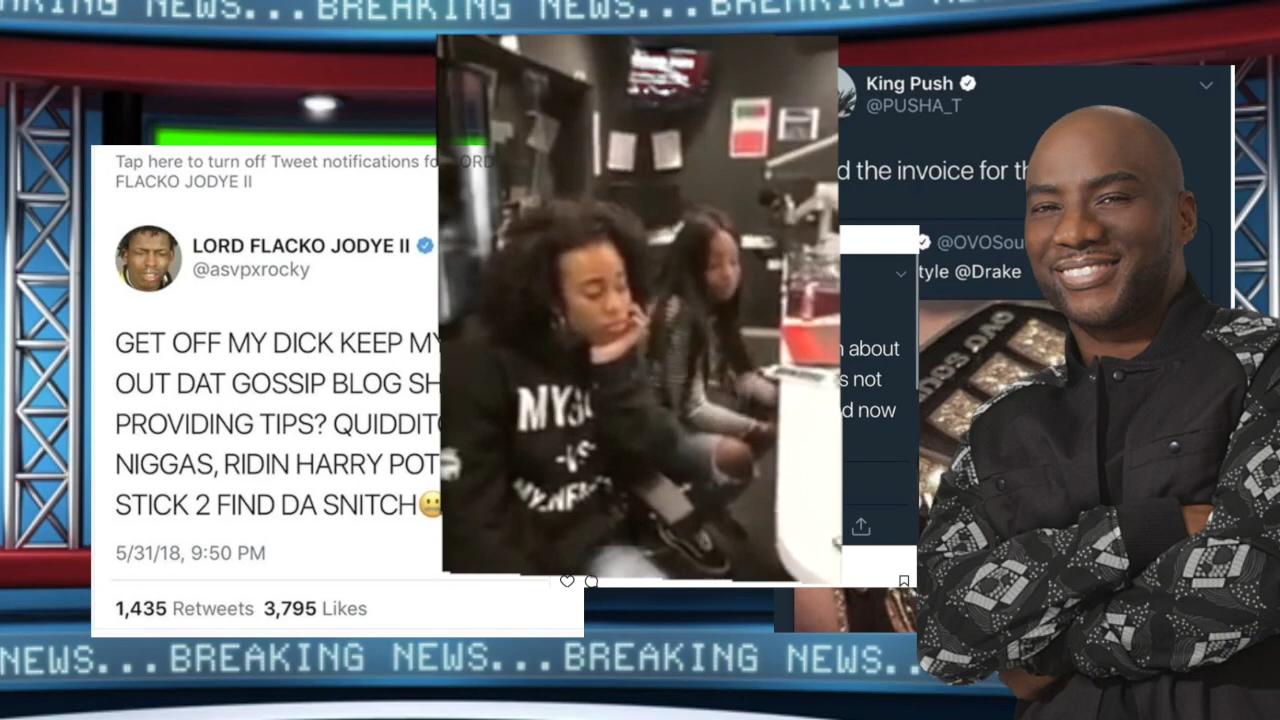 NEWS...BREAKING NEWS...BREAKING
Tap here to turn off Tweet notifications for LORD
FLACKO JODYE II
LORD FLACKO JODYE II
@asvpxrocky
GET OFF MY DICK KEEP MY
OUT DAT GOSSIP BLOG SH
PROVIDING TIPS? QUIDDITC
NIGGAS, RIDIN HARRY POT
STICK 2 FIND DA SNITCH😬
5/31/18, 9:50 PM
1,435 Retweets 3,795 Likes
MY
-VS-
King Push
@PUSHA_T
d the invoice for th
@OVOSou
tyle @Drake
about
s not
d now
NEWS...BREAKING NEWS...BREAKING NEWS..